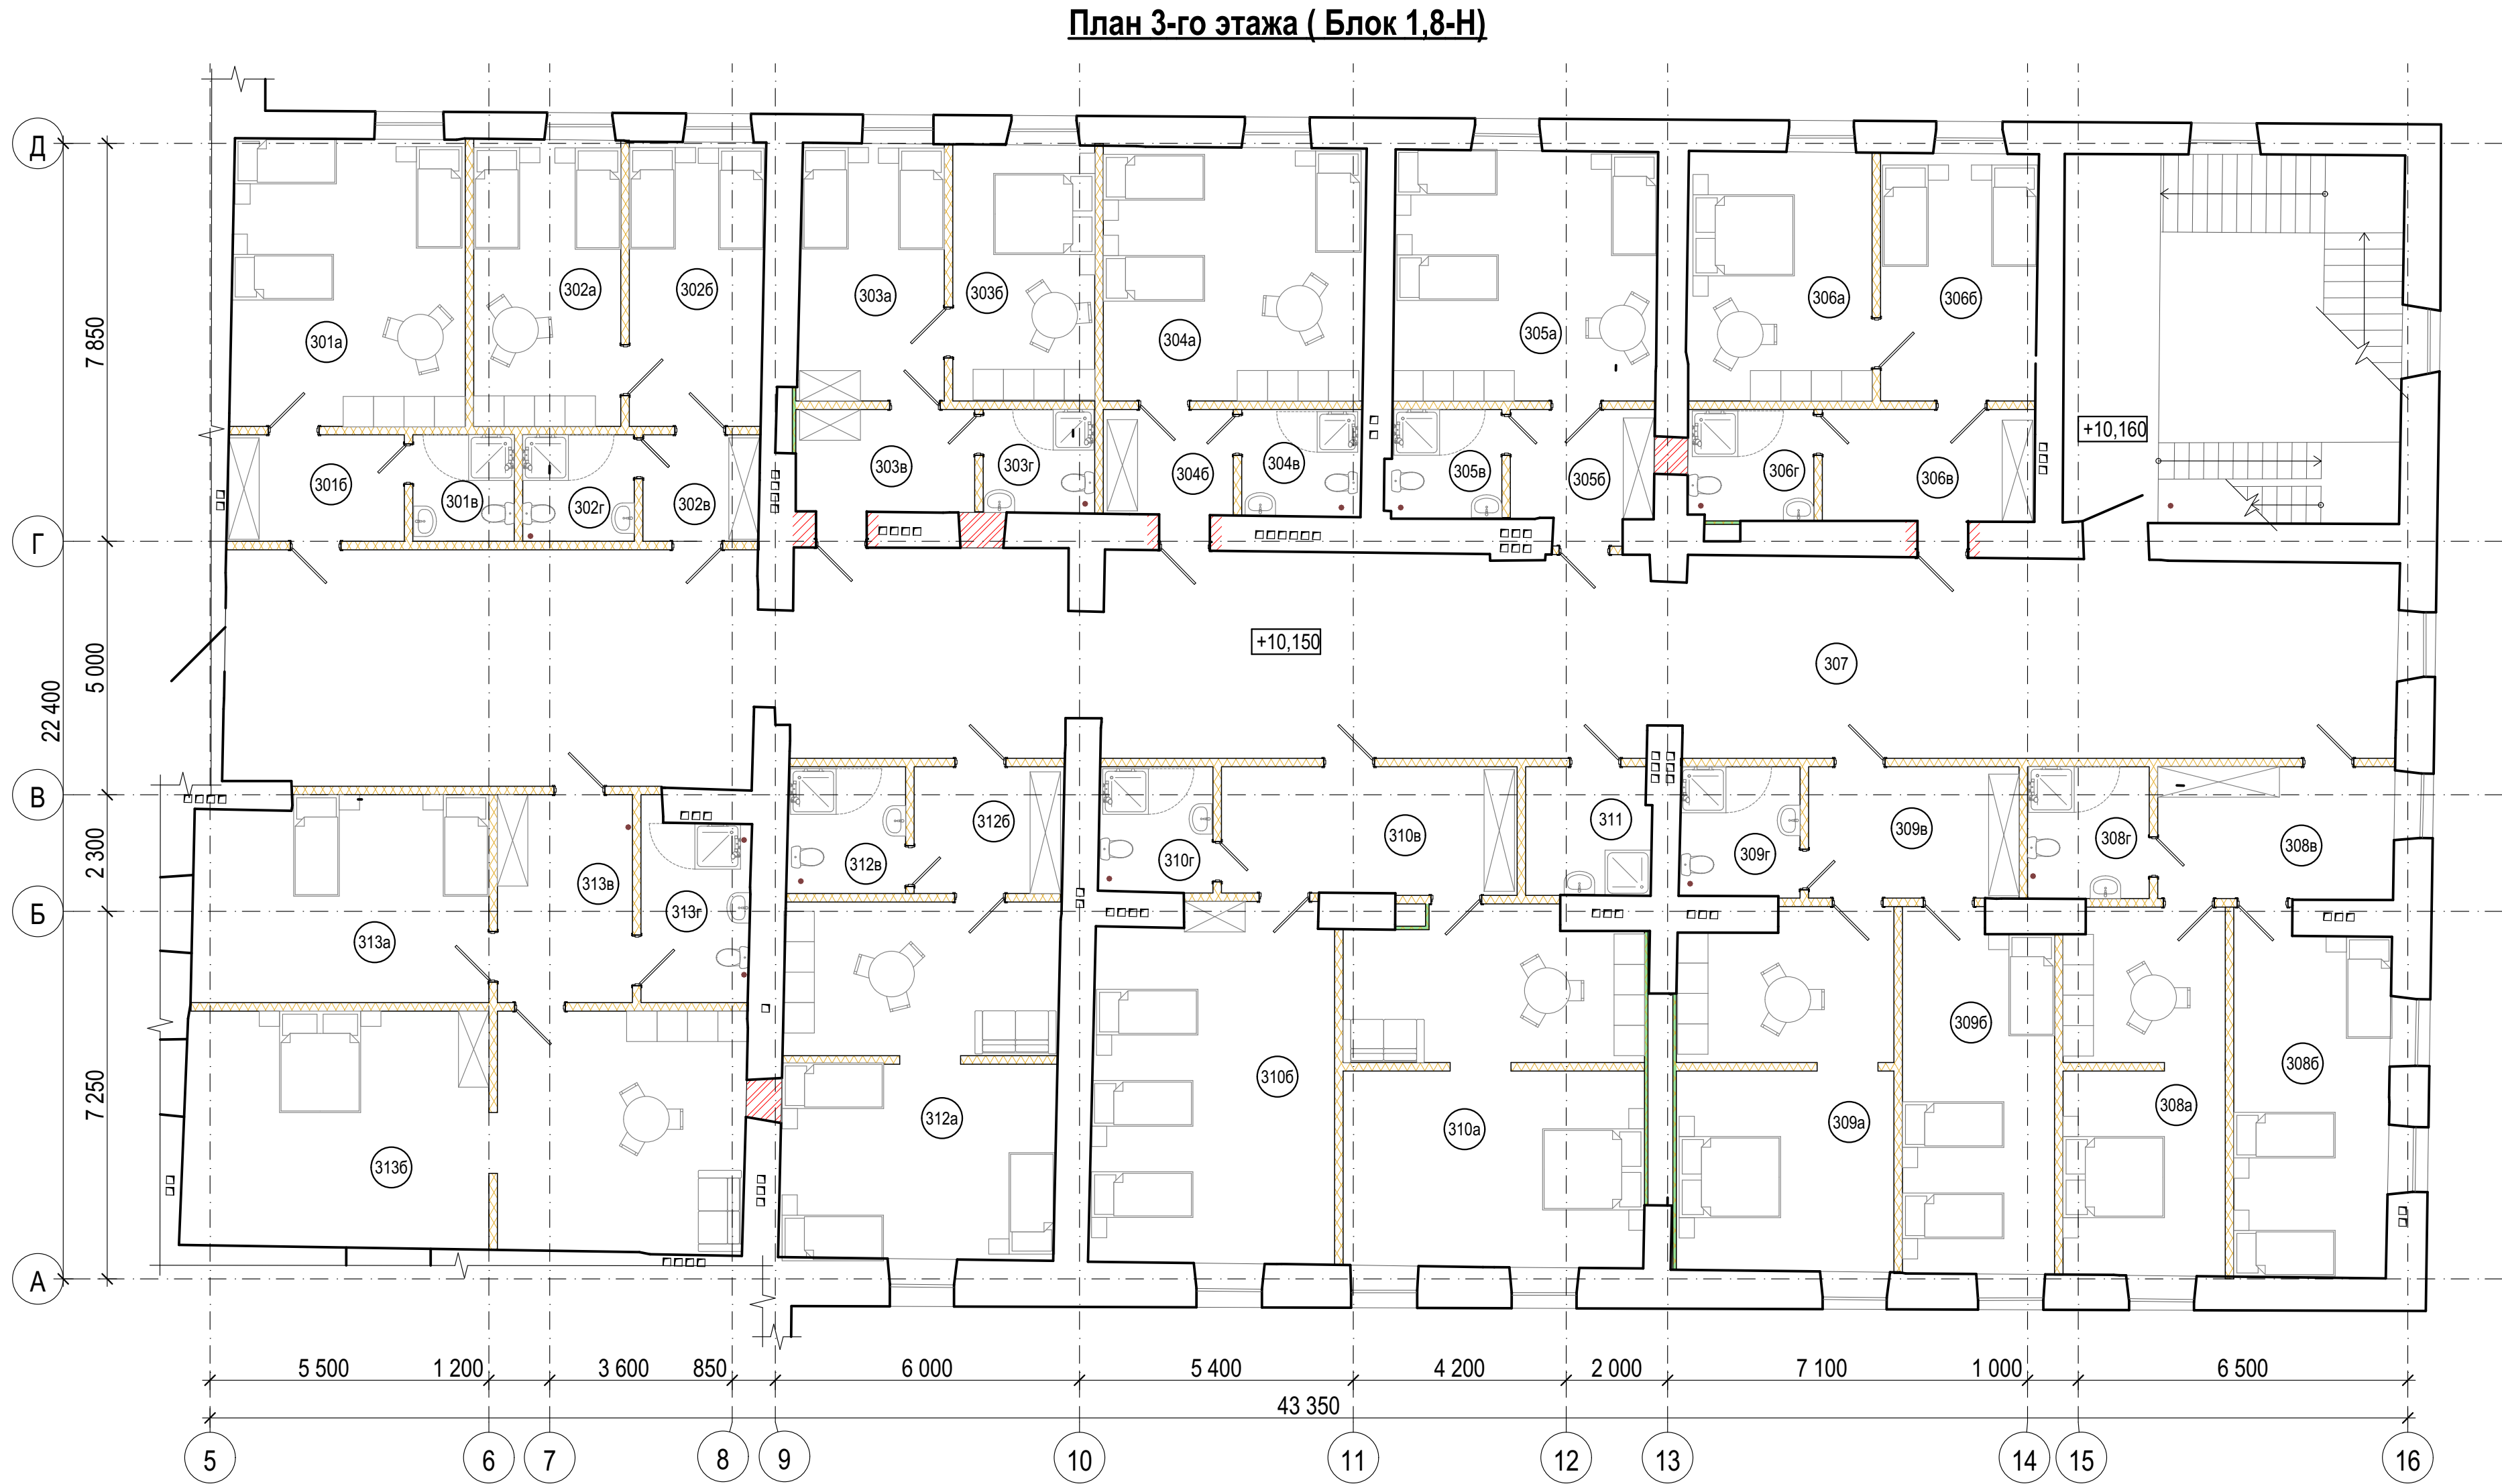 План 3-го этажа ( Блок 1,8-Н)
Д
7 850
301а
302а
302б
303а
303б
304а
305а
306а
306б
+10,160
301б
301в
302г
302в
303в
303г
304б
304в
305в
305б
306г
306в
Г
5 000
22 400
+10,150
307
В
2 300
313а
313в
313г
312в
312б
310г
310в
311
309г
309в
308г
308в
Б
7 250
313б
312а
310б
310а
309а
309б
308а
308б
А
5 500
1 200
3 600
850
6 000
5 400
4 200
2 000
7 100
1 000
6 500
43 350
5
6
7
8
9
10
11
12
13
14
15
16